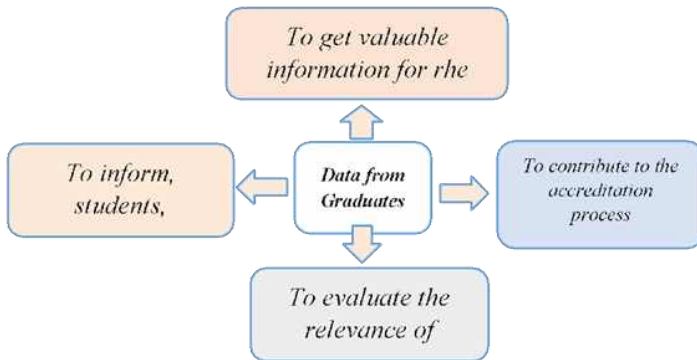 To get valuable
information for rhe
To inform,
students,
Data from
Graduates
To contribute to the
accreditation
process
To evaluate the
relevance of